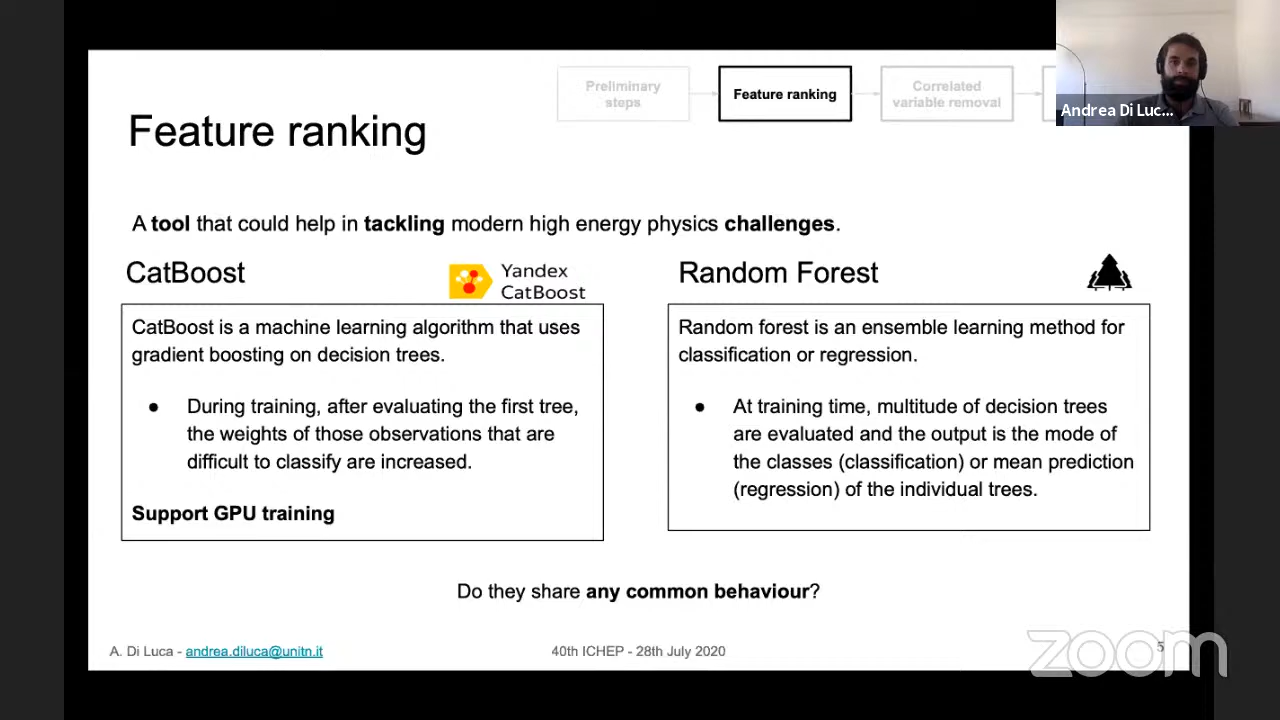 Preliminary
steps
Feature ranking
Correlated
variable removal
Andrea Di Luc...
Feature ranking
A tool that could help in tackling modern high energy physics challenges.
CatBoost
Yandex
CatBoost
CatBoost is a machine learning algorithm that uses
gradient boosting on decision trees.
● During training, after evaluating the first tree,
the weights of those observations that are
difficult to classify are increased.
Support GPU training
Random Forest
Random forest is an ensemble learning method for
classification or regression.
● At training time, multitude of decision trees
are evaluated and the output is the mode of
the classes (classification) or mean prediction
(regression) of the individual trees.
Do they share any common behaviour?
A. Di Luca - andrea.diluca@unitn.it
40th ICHEP - 28th July 2020
5
zoom